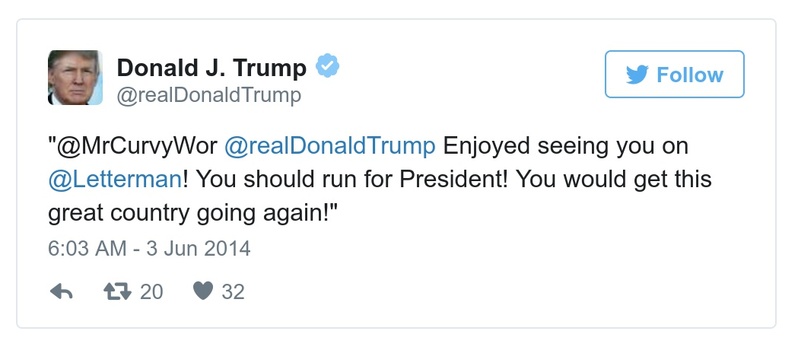 Donald J. Trump
@realDonaldTrump
Follow
"@MrCurvyWor @realDonaldTrump Enjoyed seeing you on
@Letterman! You should run for President! You would get this
great country going again!"
6:03 AM - 3 Jun 2014
20 32